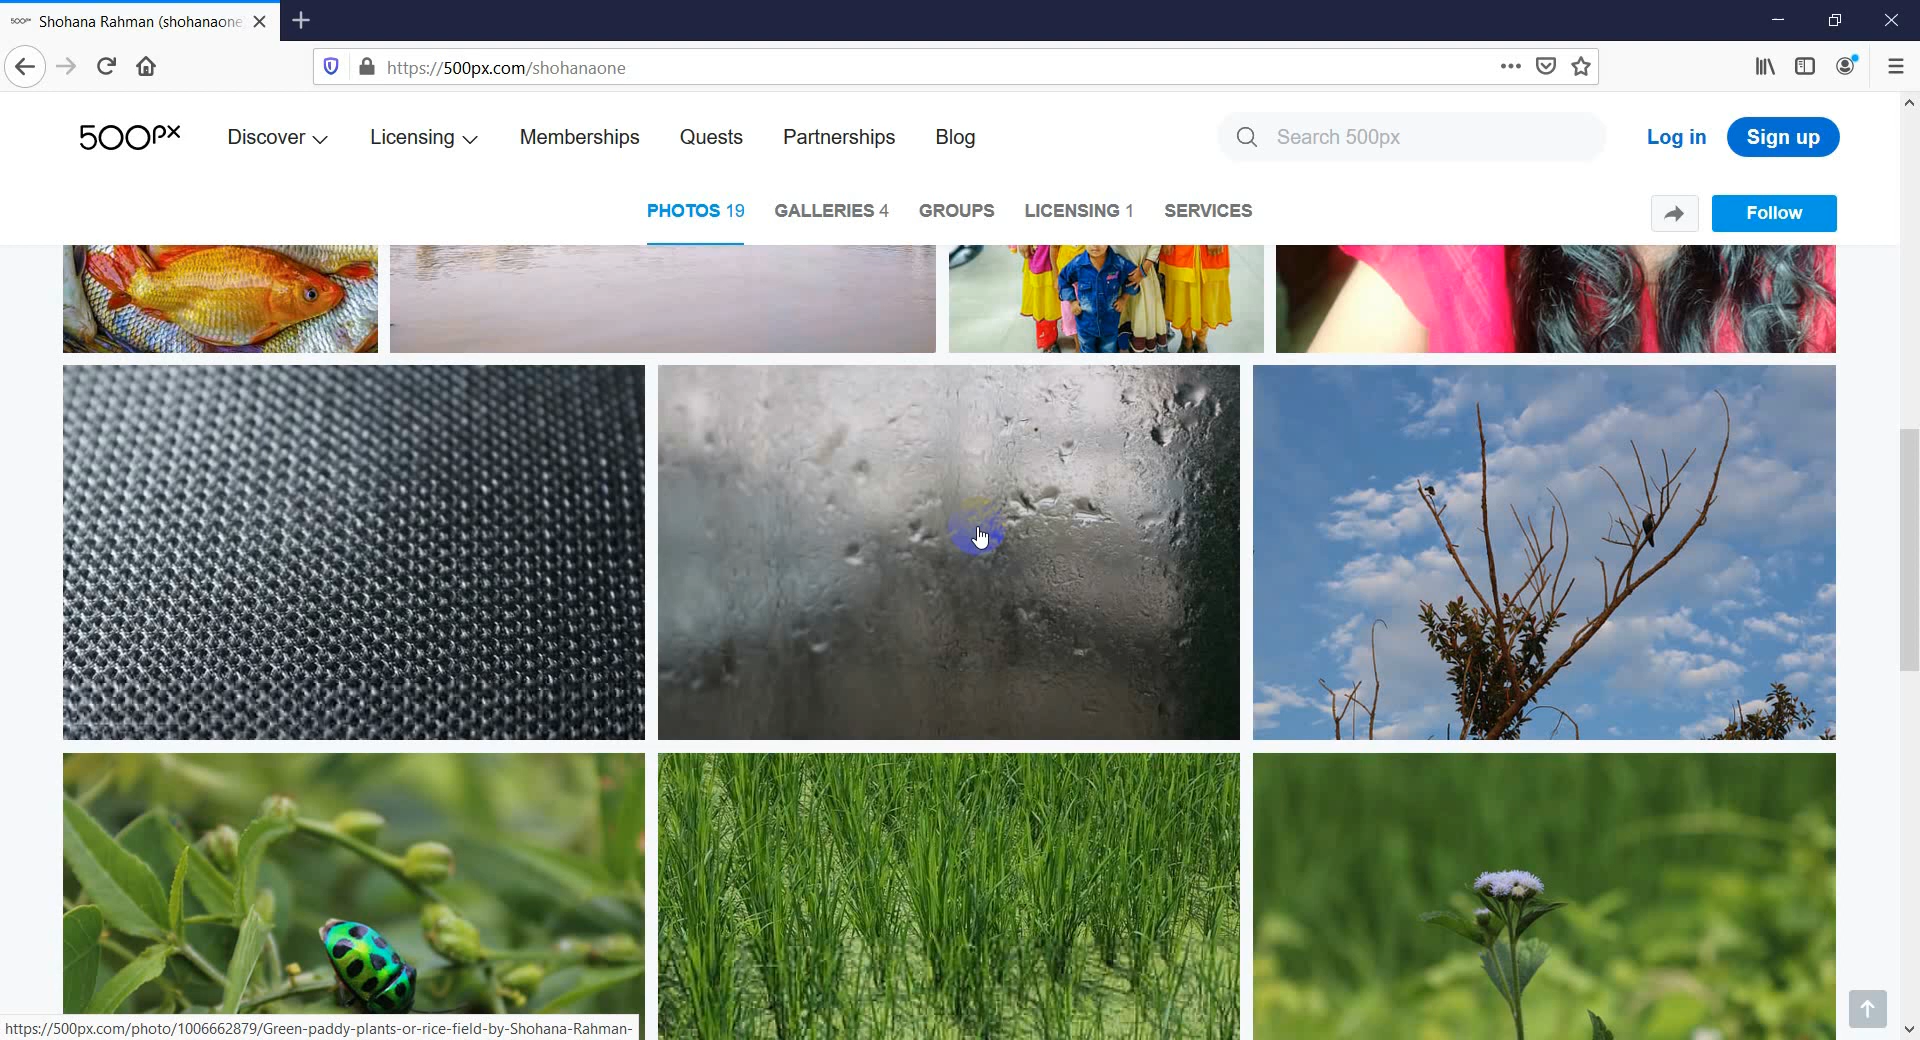 500px Shohana Rahman (shohanaone
https://500px.com/shohanaone
500px Discover Licensing Memberships Quests Partnerships Blog Search 500px Log in Sign up
PHOTOS 19 GALLERIES 4 GROUPS LICENSING 1 SERVICES Follow
https://500px.com/photo/1006662879/Green-paddy-plants-or-rice-field-by-Shohana-Rahman-